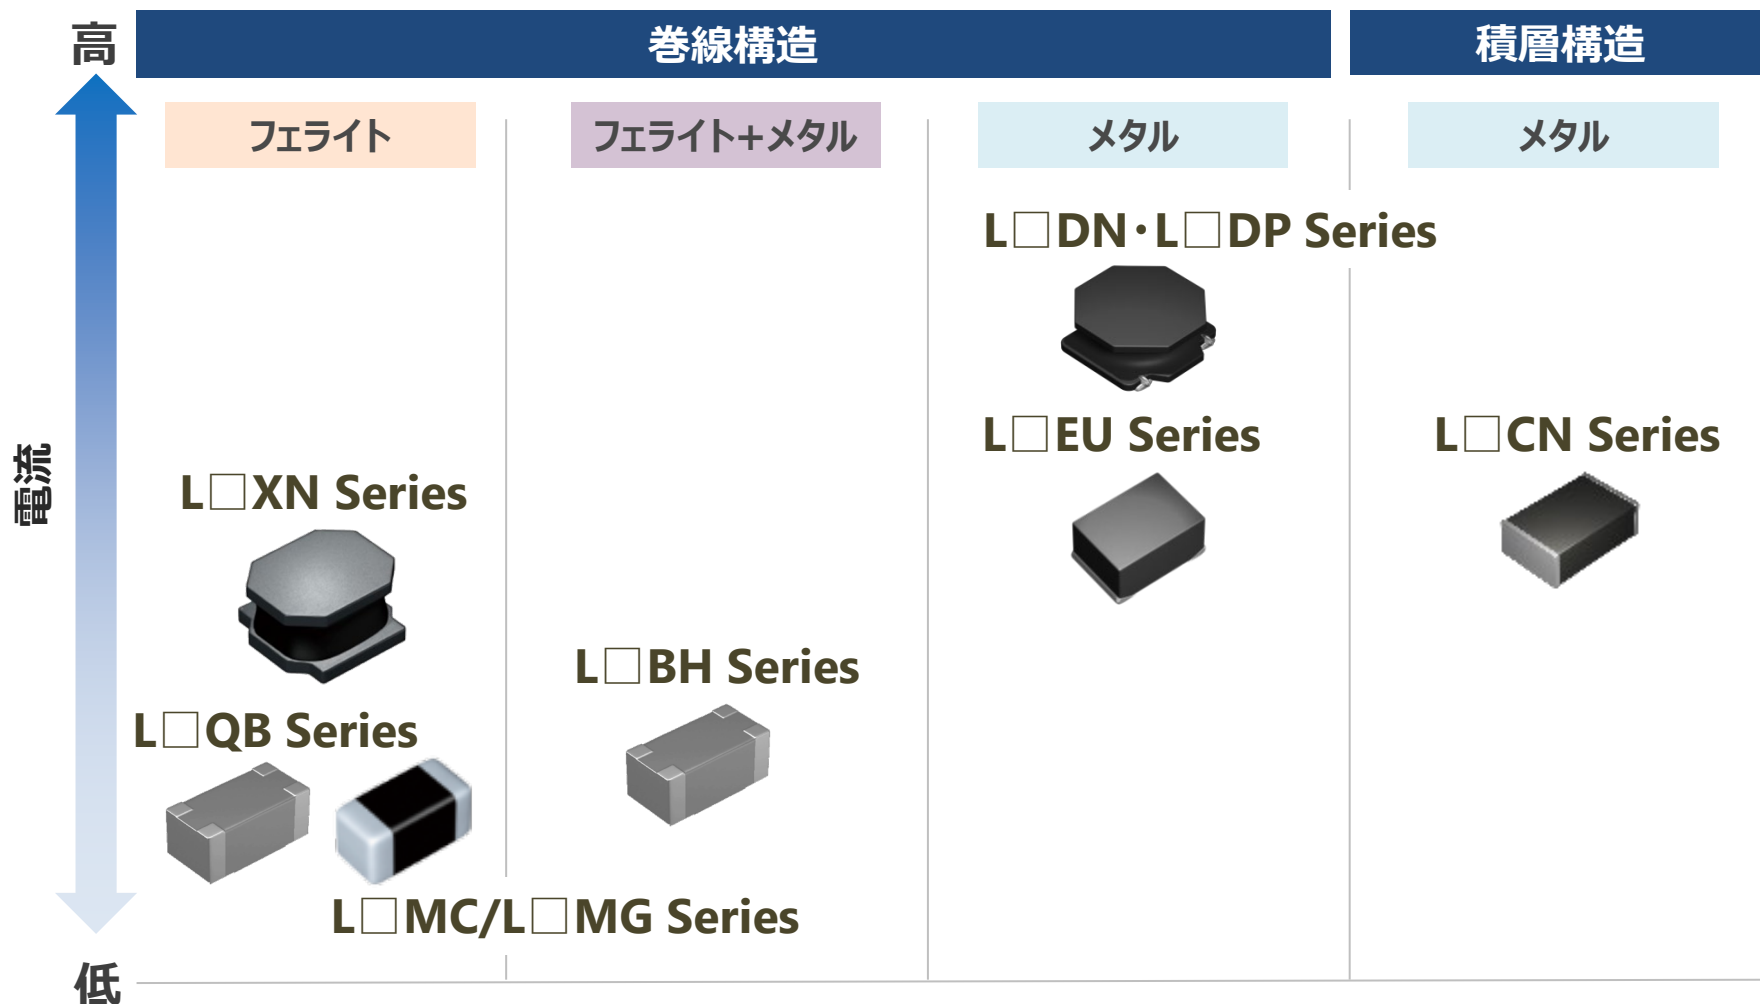 高
巻線構造
積層構造
フェライト
フェライト+メタル
メタル
メタル
L□DN・L□DP Series
L□EU Series
L□CN Series
電流
L□XN Series
L□BH Series
L□QB Series
L□MC/L□MG Series
低